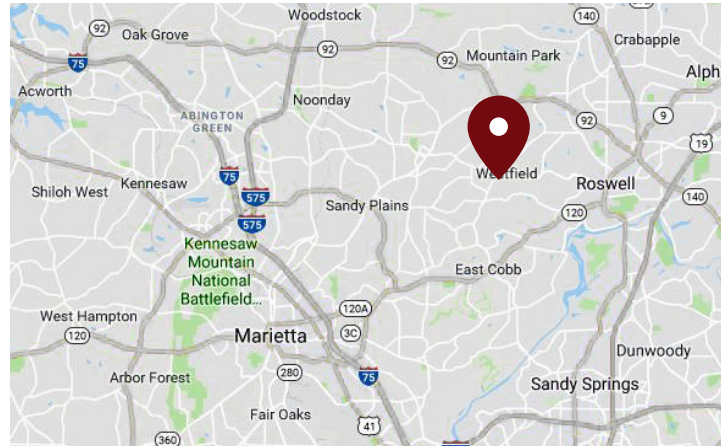 Woodstock
140
92
Oak Grove
Crabapple
92
92
Mountain Park
75
Alph
Acworth
Noonday
ABINGTON
GREEN
92
9
19
75
Kennesaw
Shiloh West
575
Roswell
140
Sandy Plains
120
575
Kennesaw
Mountain
National
Battlefield...
East Cobb
120A
West Hampton
120
Marietta
3C
Dunwoody
280
75
Arbor Forest
Sandy Springs
Fair Oaks
41
360